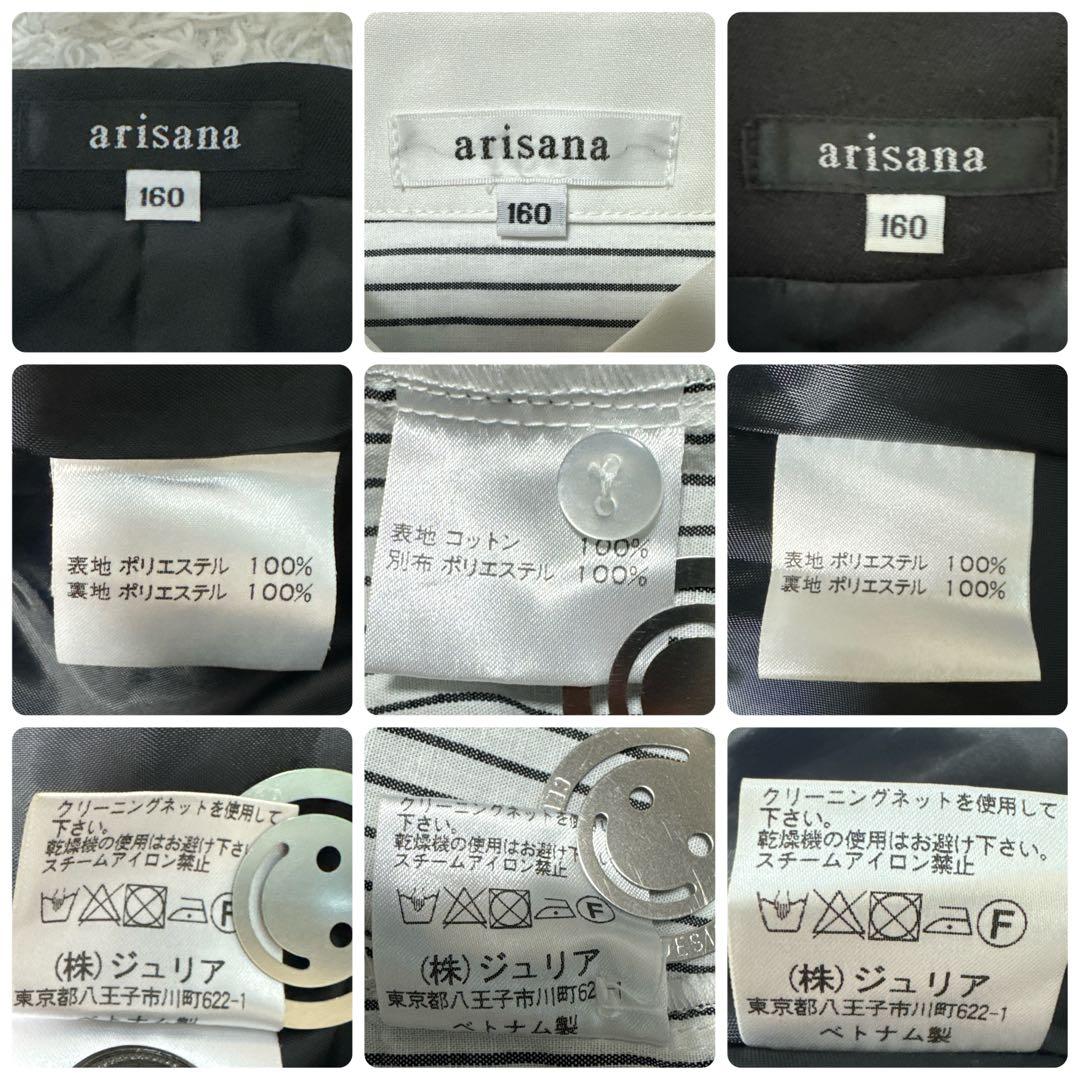 arisana
160
arisana
160
arisana
160
表地 ポリエステル 100%
裏地 ポリエステル 100%
表地 コットン 100%
別布 ポリエステル 100%
表地 ポリエステル 100%
裏地 ポリエステル 100%
クリーニングネットを使用して
下さい。
乾燥機の使用はお避け下さい
スチームアイロン禁止
F
(株)ジュリア
東京都八王子市川町622-1
ベトナム製
クリーニングネットを
下さい。
乾燥機の使用はお避け下
スチームアイロン禁止
F
(株)ジュリア
東京都八王子市川町62
ベトナム製
クリーニングネットを使用して
下さい。
乾燥機の使用はお避け下さい。
スチームアイロン禁止
F
(株)ジュリア
東京都八王子市川町622-1
ベトナム製